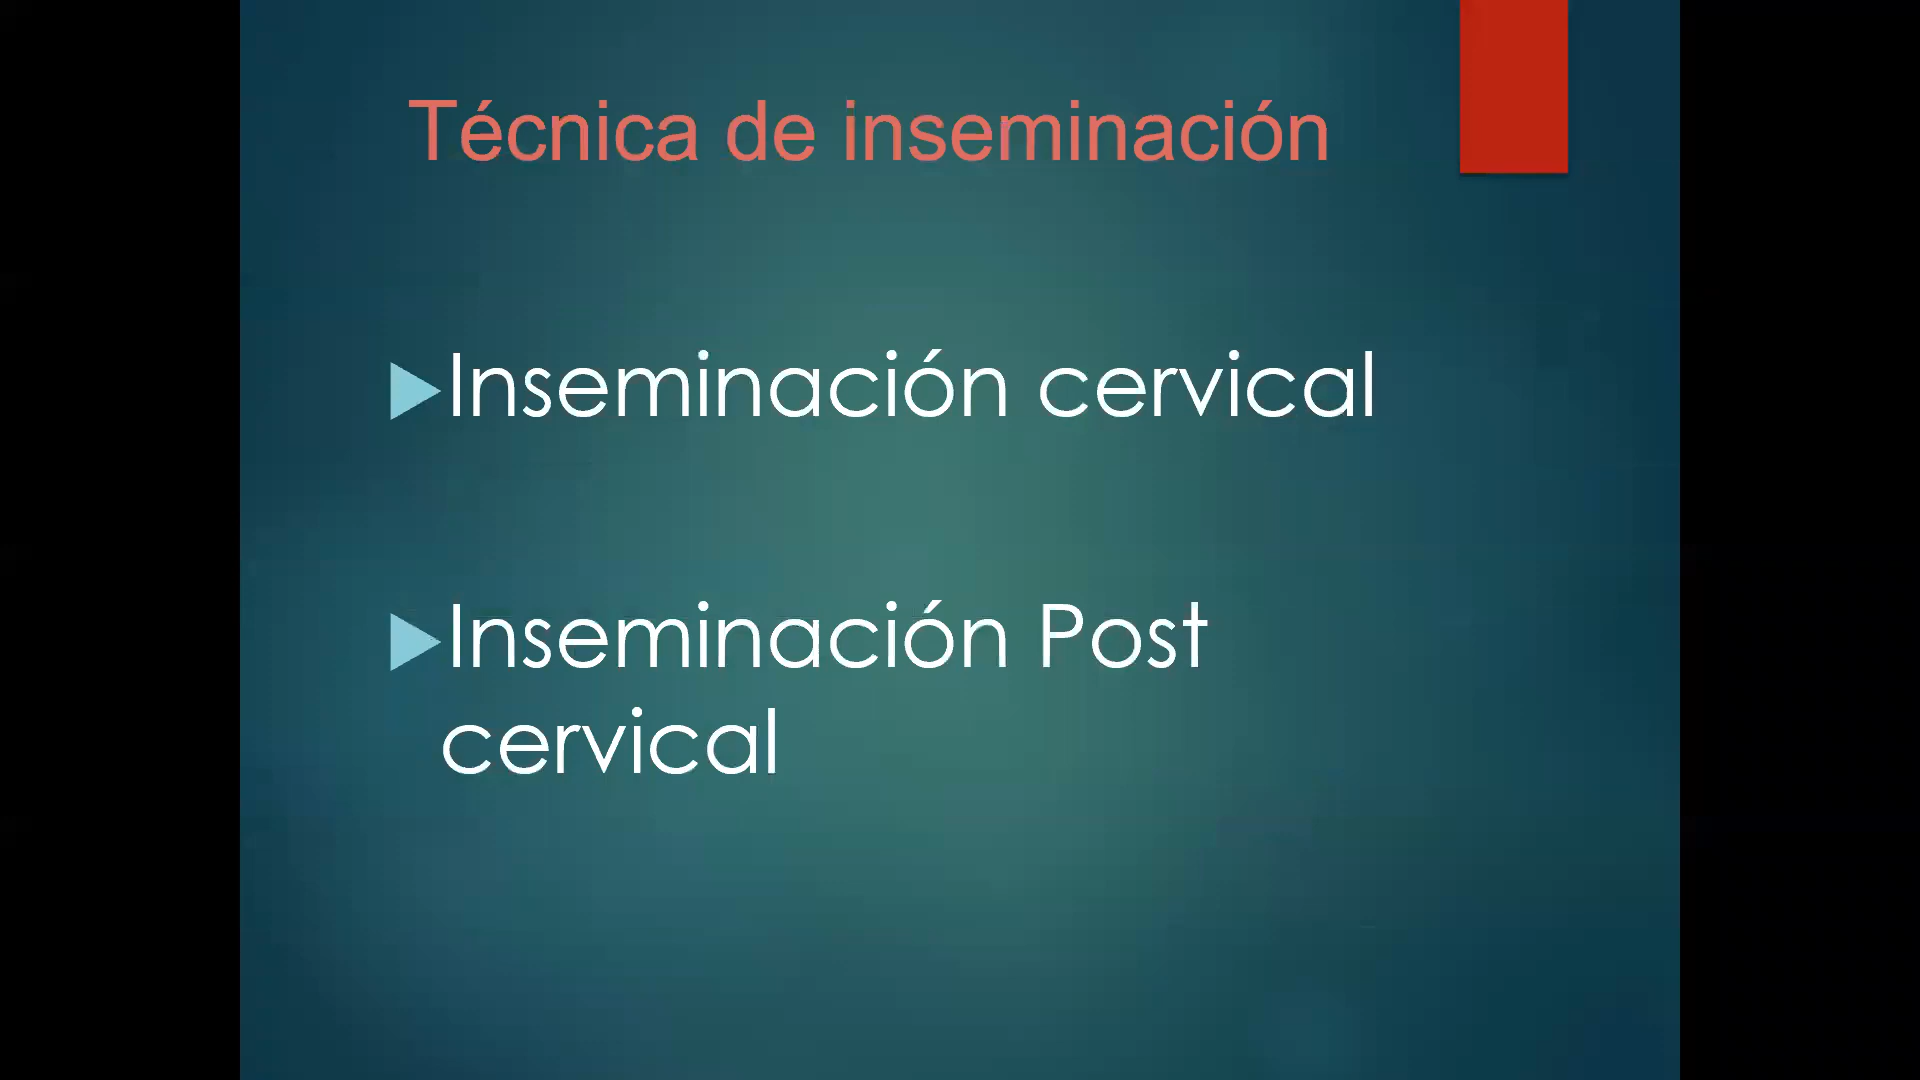 Técnica de inseminación
Inseminación cervical
Inseminación Post
cervical